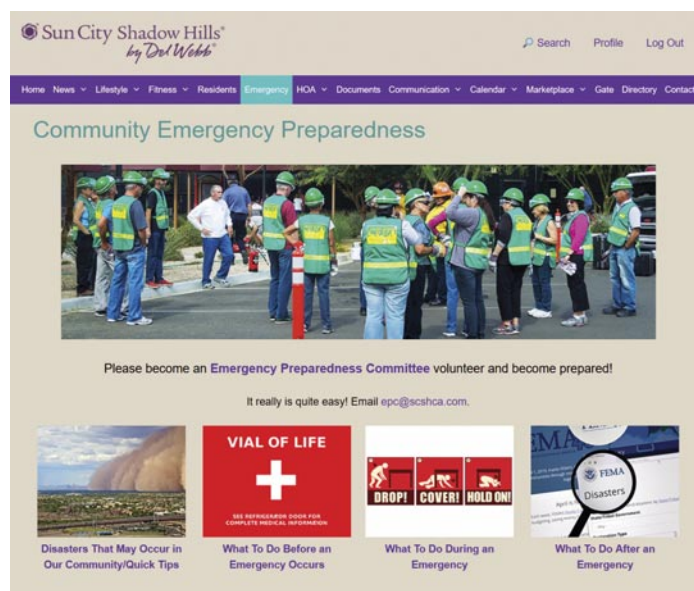 Sun City Shadow Hills®
by Del Webb®
Search Profile Log Out
Home News Lifestyle Fitness Residents Emergency HOA Documents Communication Calendar Marketplace Gate Directory Contact
Community Emergency Preparedness
Please become an Emergency Preparedness Committee volunteer and become prepared!
It really is quite easy! Email epc@scshca.com.
VIAL OF LIFE
SEE REFRIGERATOR DOOR FOR
COMPLETE MEDICAL INFORMATION
DROP! COVER! HOLD ON!
FEMA
FEMA
Disasters
Disasters That May Occur in
Our Community/Quick Tips
What To Do Before an
Emergency Occurs
What To Do During an
Emergency
What To Do After an
Emergency